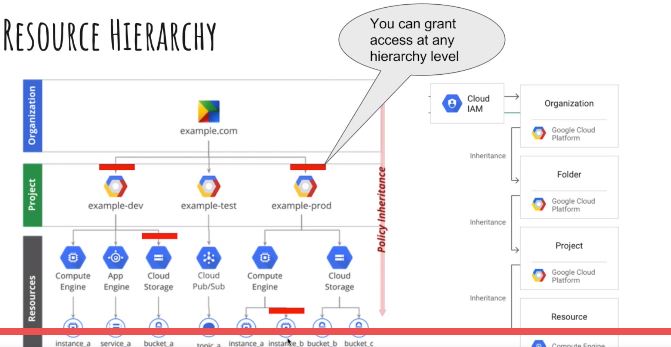 RESOURCE HIERARCHY
You can grant
access at any
hierarchy level
Organization
example.com
Project
example-dev
example-test
example-prod
Policy Inheritance
Resources
Compute
Engine
App
Engine
Cloud
Storage
Cloud
Pub/Sub
Compute
Engine
Cloud
Storage
instance_a
service_a
bucket_a
topic_a
instance_a
instance_b
bucket_b
bucket_c
Cloud
IAM
Organization
Google Cloud
Platform
Inheritance
Folder
Google Cloud
Platform
Inheritance
Project
Google Cloud
Platform
Inheritance
Resource
Compute Engine